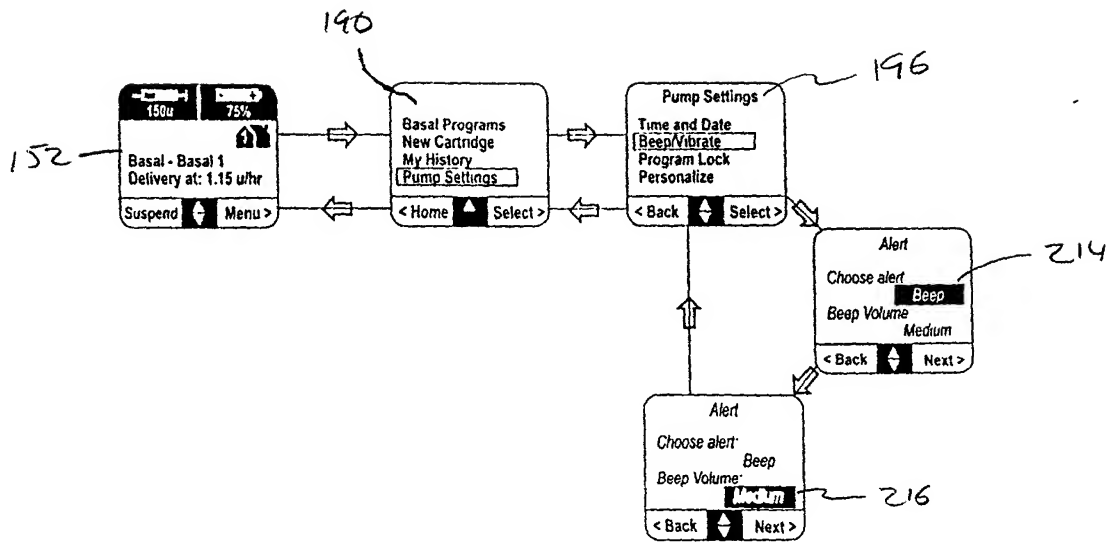 190
196
152
150u 75%
Basal - Basal 1
Delivery at: 1.15 u/hr
Suspend Menu >
Basal Programs
New Cartridge
My History
Pump Settings
< Home Select >
Pump Settings
Time and Date
Beep/Vibrate
Program Lock
Personalize
< Back Select >
214
Alert
Choose alert
Beep
Beep Volume
Medium
< Back Next >
Alert
Choose alert:
Beep
Beep Volume:
Medium
< Back Next >
216